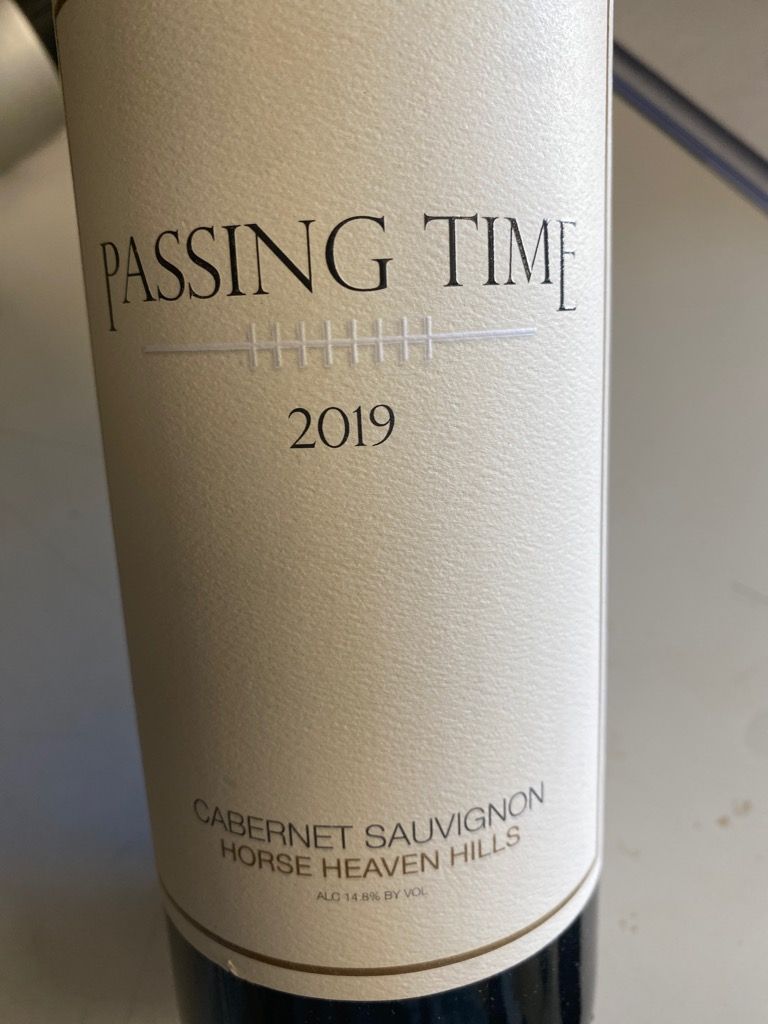 PASSING TIME
2019
CABERNET SAUVIGNON
HORSE HEAVEN HILLS
ALC 14.8% BY VOL